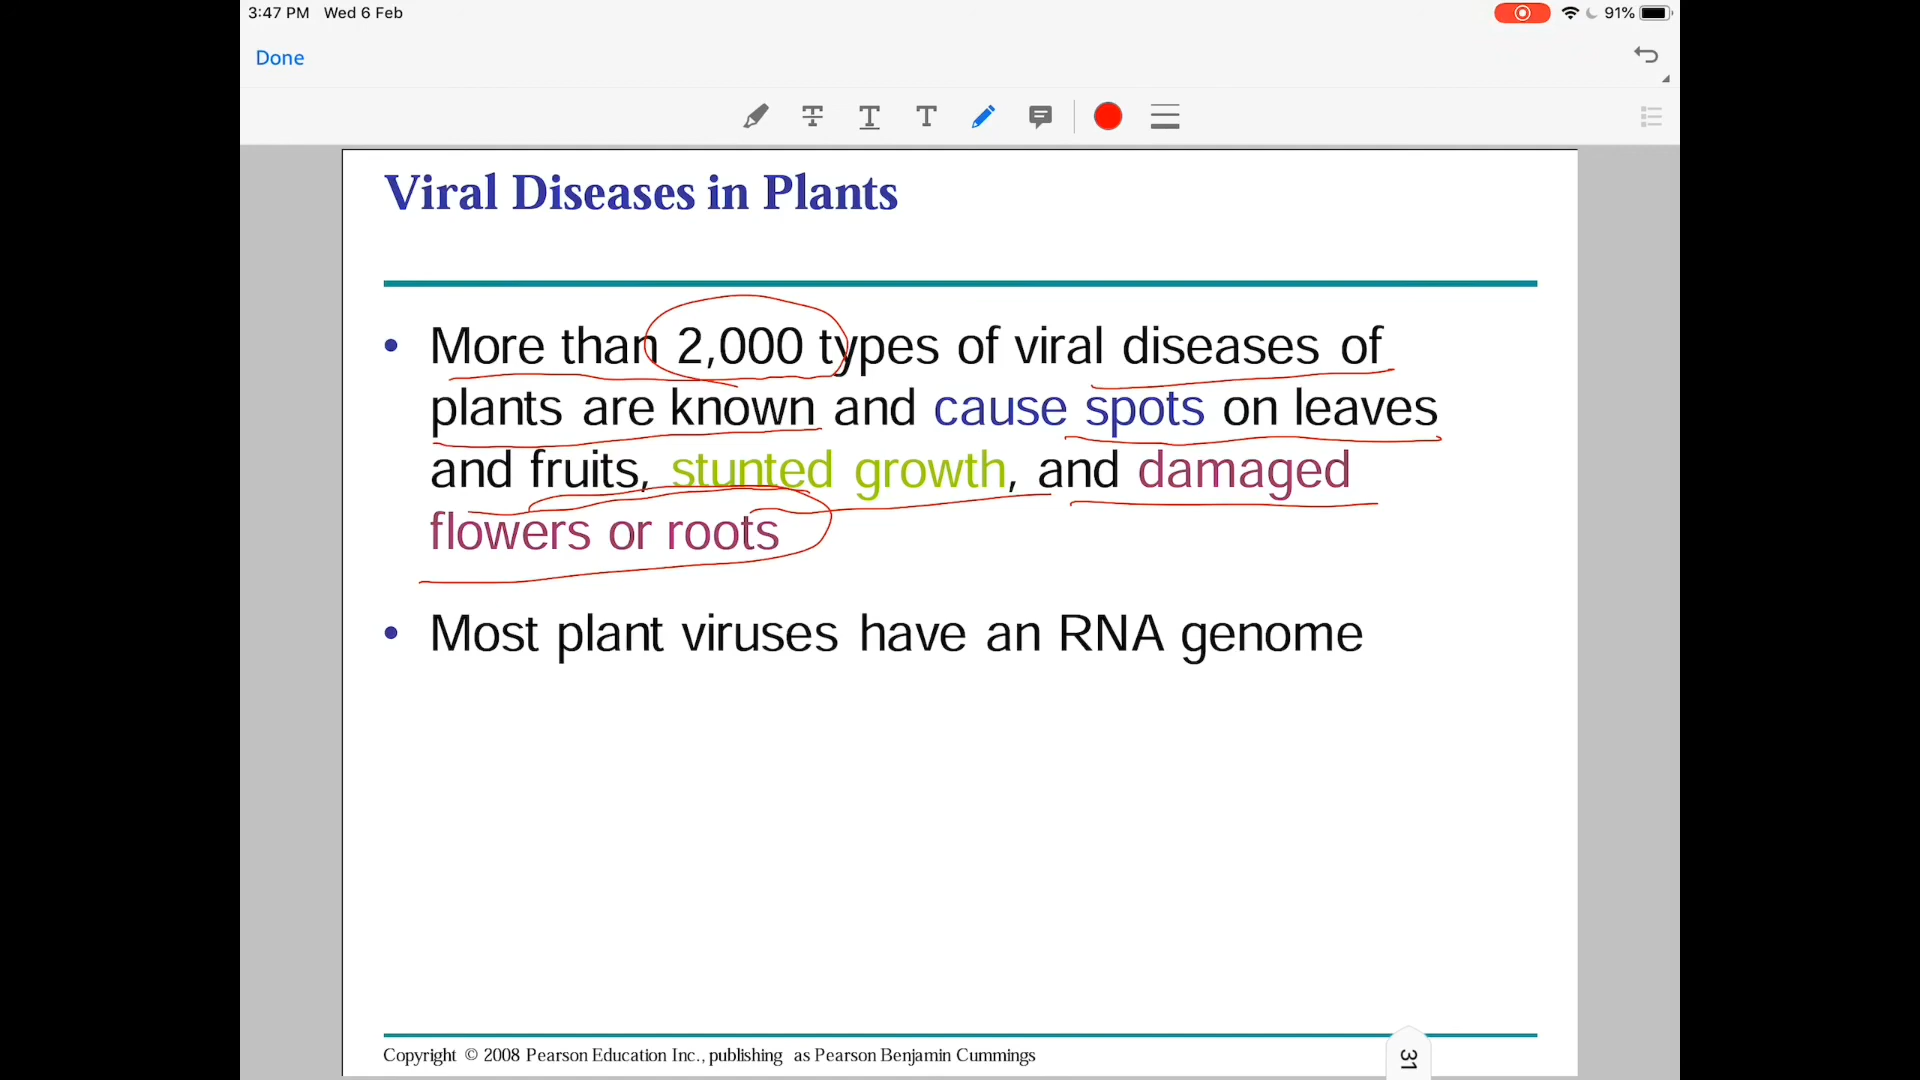 3:47 PM Wed 6 Feb
91%
Done
Viral Diseases in Plants
• More than 2,000 types of viral diseases of
plants are known and cause spots on leaves
and fruits, stunted growth, and damaged
flowers or roots
• Most plant viruses have an RNA genome
Copyright © 2008 Pearson Education Inc., publishing as Pearson Benjamin Cummings
31